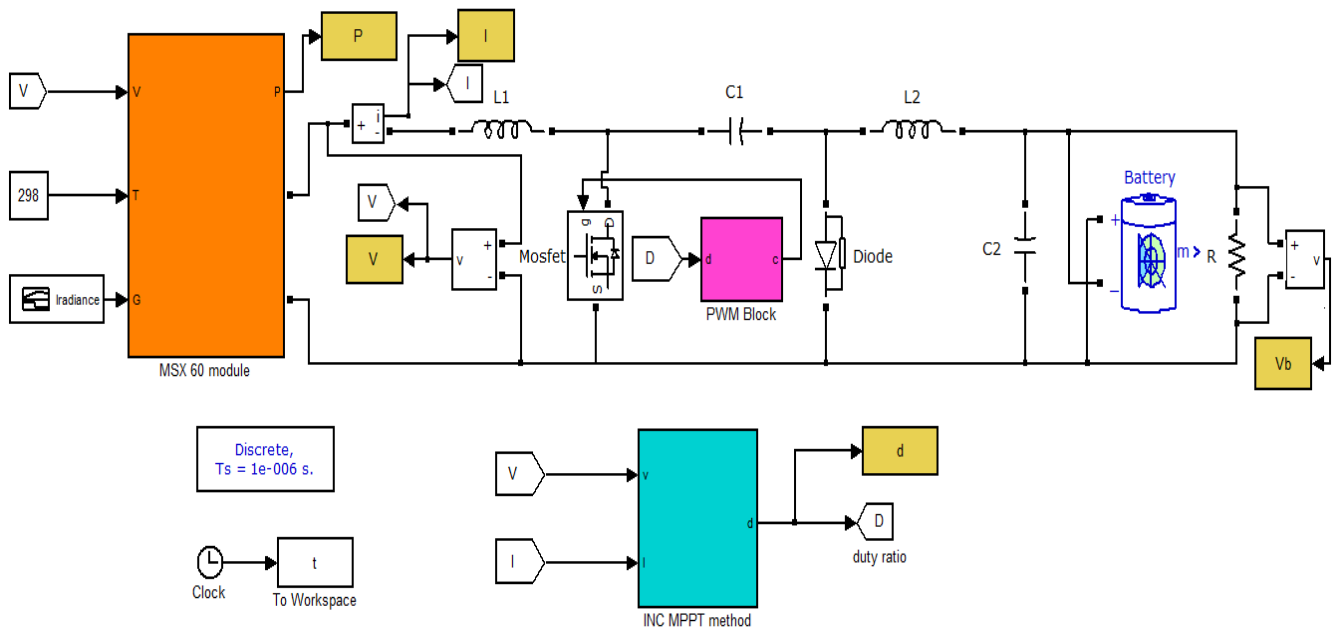 P
I
V
V
P
i
+
-
I
L1
C1
L2
298
T
V
V
v
+
-
Mosfet
g
D
S
D
d
c
PWM Block
Diode
C2
Battery
+
_
m >
R
+
-
v
Irradiance
G
MSX 60 module
Vb
Discrete,
Ts = 1e-006 s.
V
v
I
I
d
d
D
duty ratio
INC MPPT method
Clock
t
To Workspace